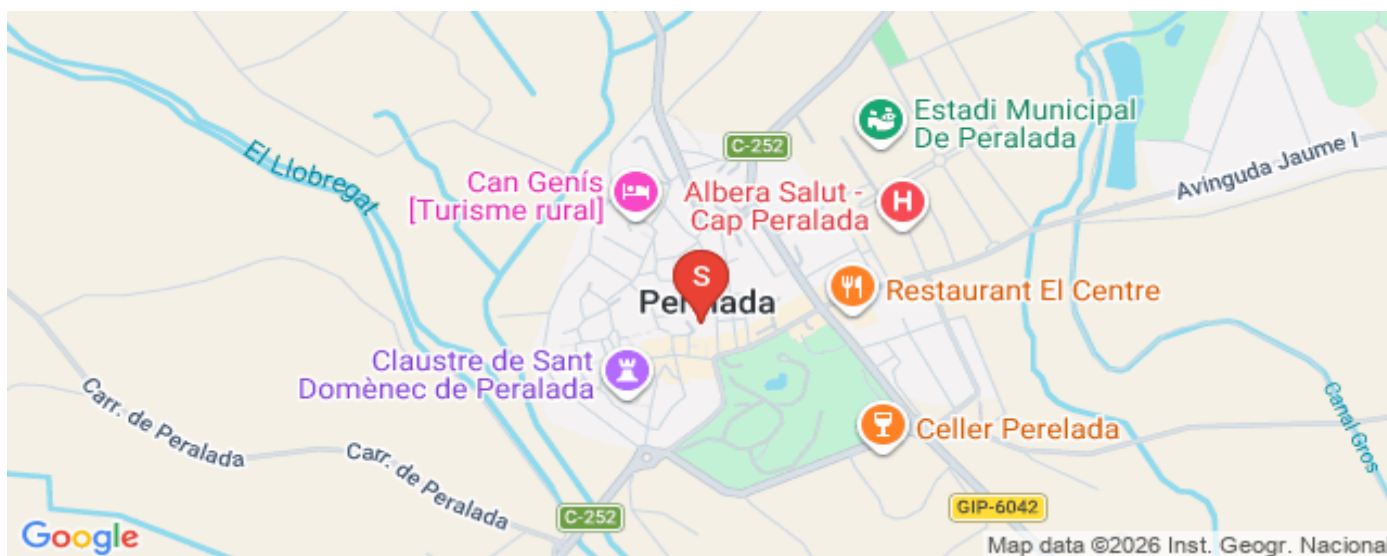 El Llobregat
C-252
Estadi Municipal
De Peralada
Avinguda Jaume I
Can Genís
[Turisme rural]
Albera Salut -
Cap Peralada
H
S
Peralada
Restaurant El Centre
Claustre de Sant
Domènec de Peralada
Carr. de Peralada
Carr. de Peralada
Celler Perelada
Canal Gros
C-252
GIP-6042
Google
Map data ©2026 Inst. Geogr. Naciona